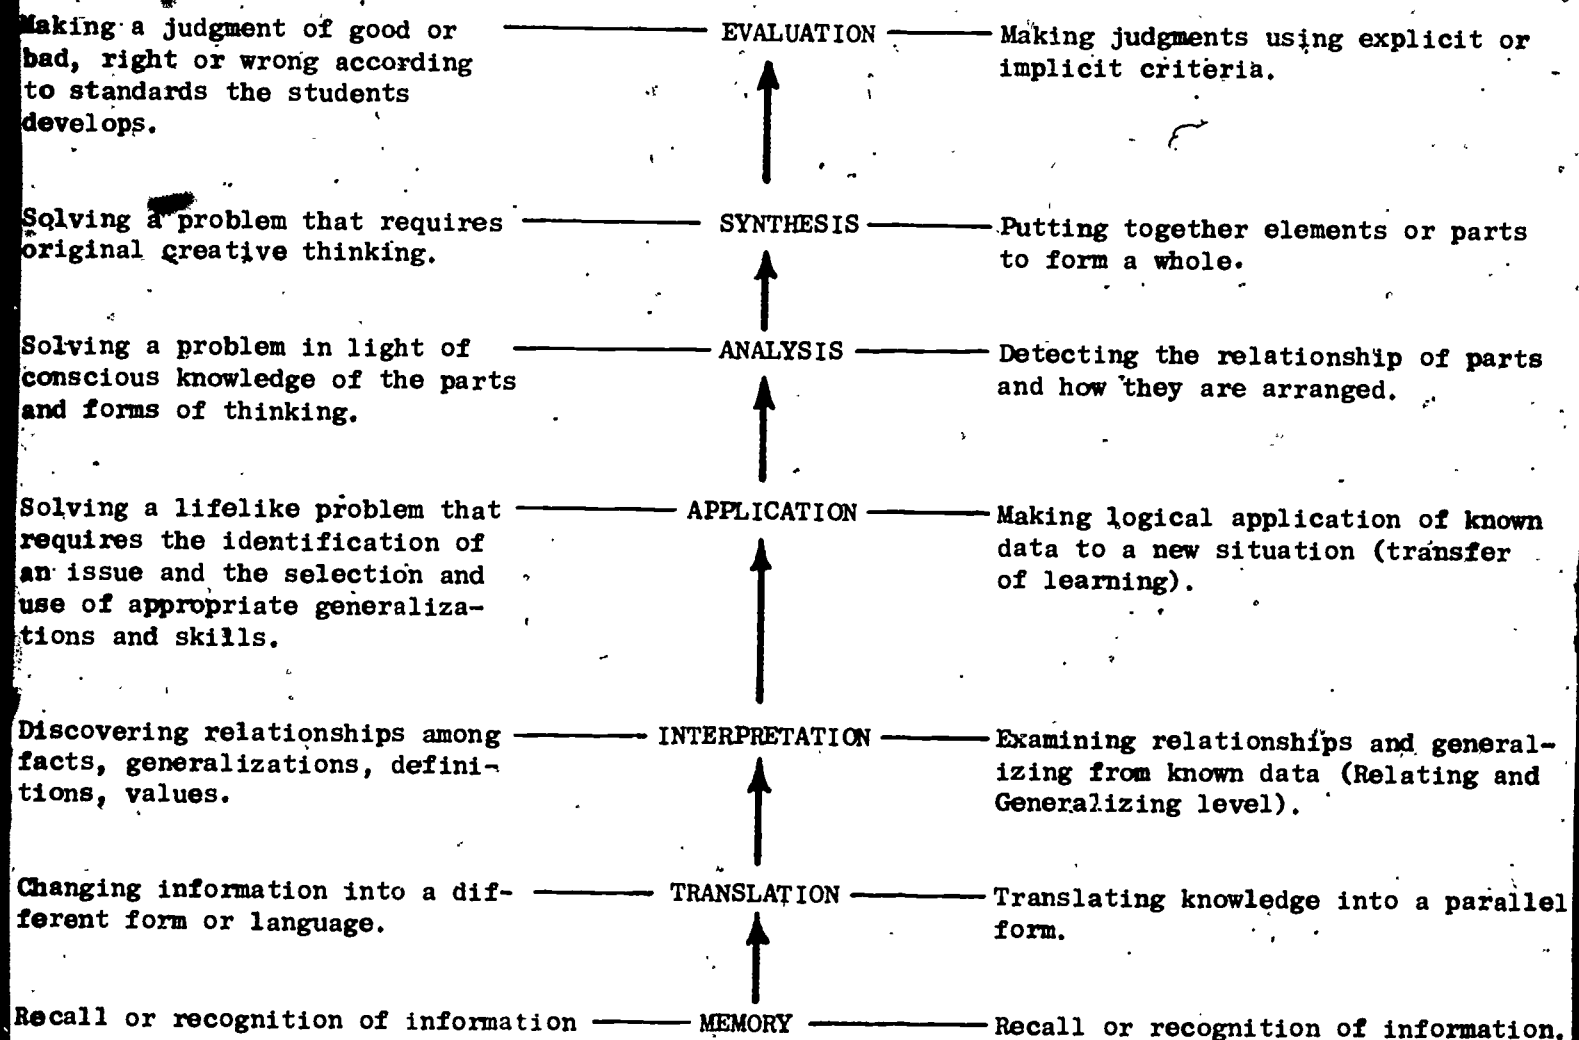 Making a judgment of good or
bad, right or wrong according
to standards the students
develops.
EVALUATION
Making judgments using explicit or
implicit criteria.
Solving a problem that requires
original creative thinking.
SYNTHESIS
Putting together elements or parts
to form a whole.
Solving a problem in light of
conscious knowledge of the parts
and forms of thinking.
ANALYSIS
Detecting the relationship of parts
and how they are arranged.
Solving a lifelike problem that
requires the identification of
an issue and the selection and
use of appropriate generaliza-
tions and skills.
APPLICATION
Making logical application of known
data to a new situation (transfer
of learning).
Discovering relationships among
facts, generalizations, defini-
tions, values.
INTERPRETATION
Examining relationships and general-
izing from known data (Relating and
Generalizing level).
Changing information into a dif-
ferent form or language.
TRANSLATION
Translating knowledge into a parallel
form.
Recall or recognition of information
MEMORY
Recall or recognition of information.